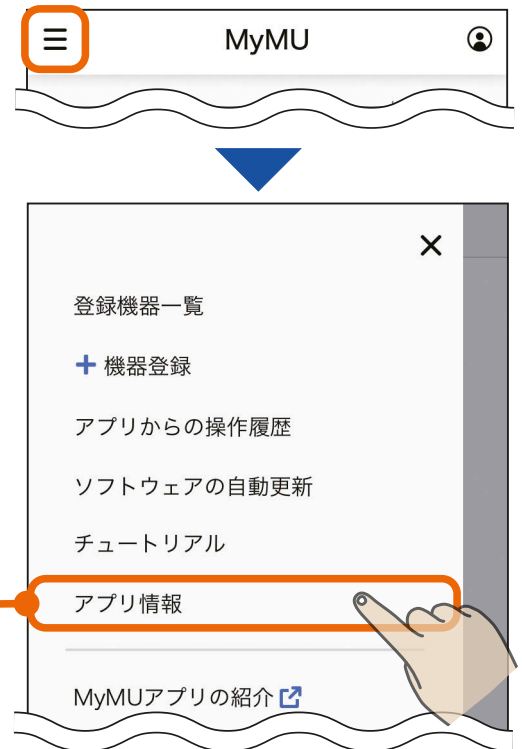 MyMU
登録機器一覧
+ 機器登録
アプリからの操作履歴
ソフトウェアの自動更新
チュートリアル
アプリ情報
MyMUアプリの紹介